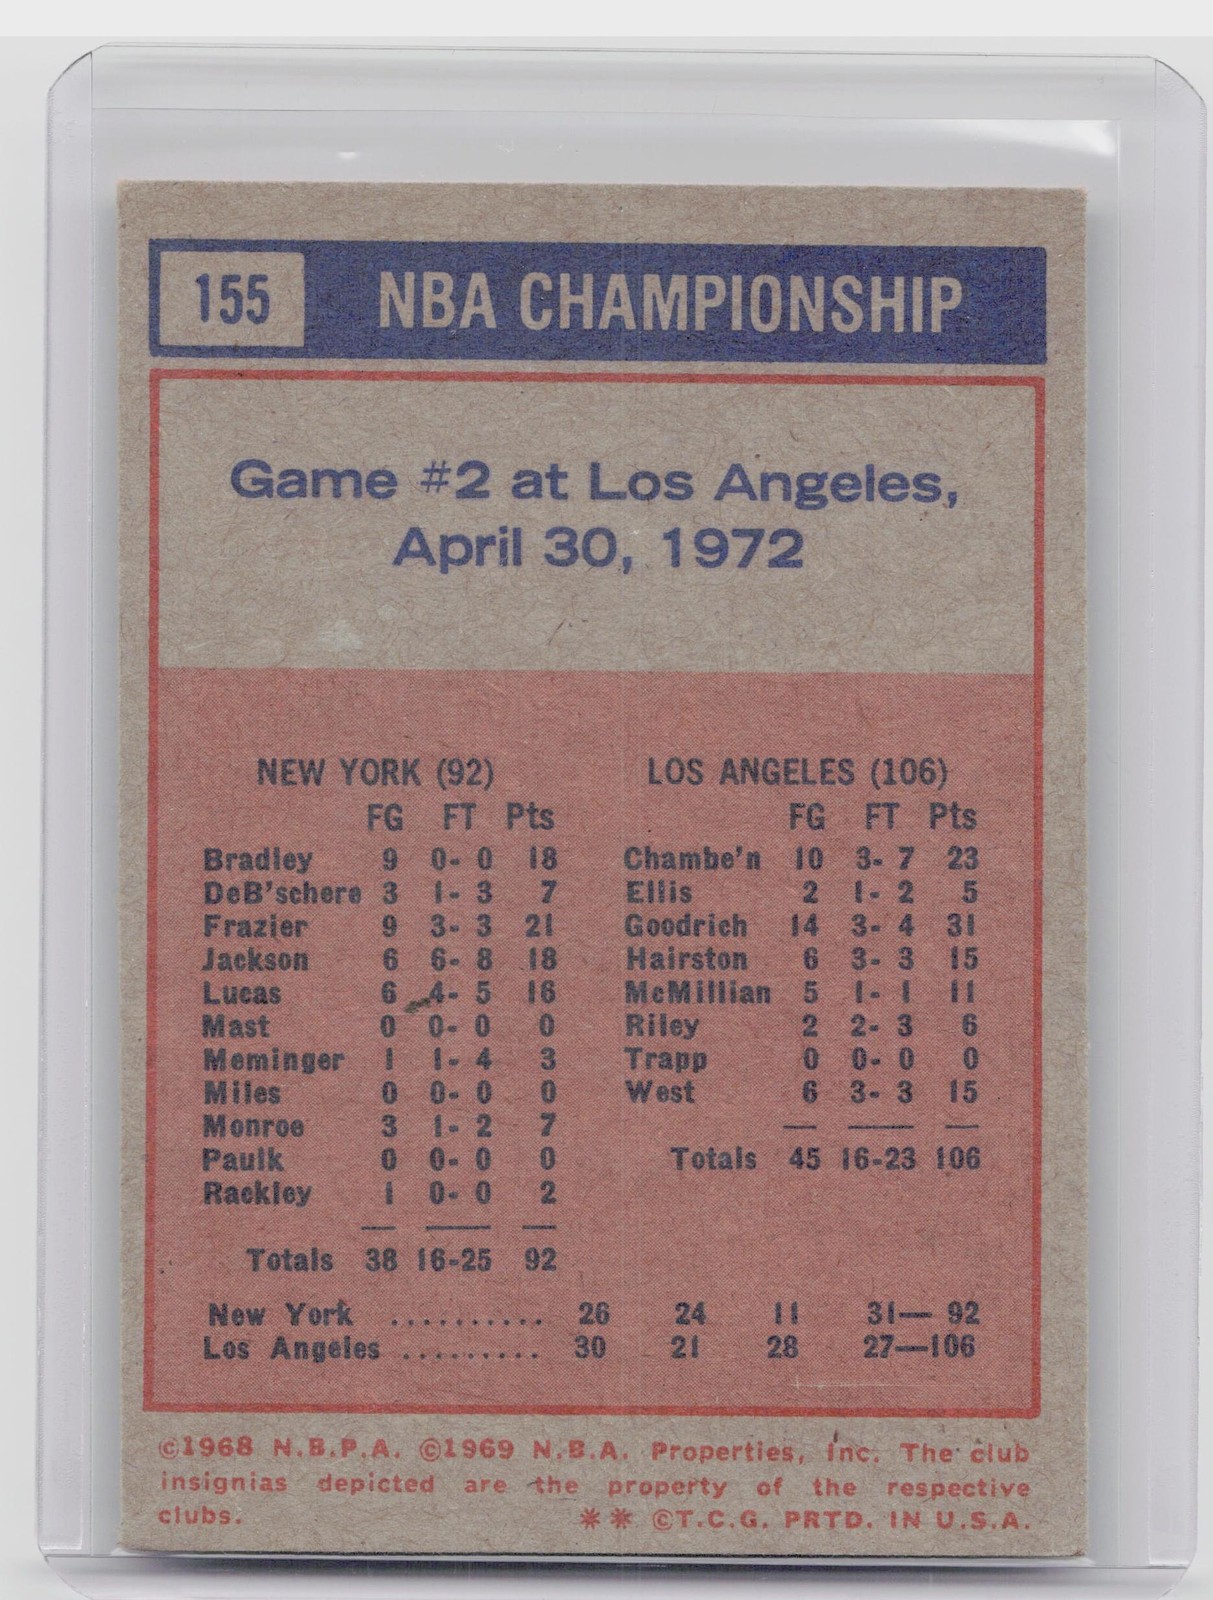 155 NBA CHAMPIONSHIP
Game #2 at Los Angeles,
April 30, 1972
NEW YORK (92)
FG FT Pts
Bradley 9 0- 0 18
DeB'schere 3 1- 3 7
Frazier 9 3- 3 21
Jackson 6 6- 8 18
Lucas 6 4- 5 16
Mast 0 0- 0 0
Meminger 1 1- 4 3
Miles 0 0- 0 0
Monroe 3 1- 2 7
Paulk 0 0- 0 0
Rackley 1 0- 0 2
Totals 38 16-25 92
LOS ANGELES (106)
FG FT Pts
Chambe'n 10 3- 7 23
Ellis 2 1- 2 5
Goodrich 14 3- 4 31
Hairston 6 3- 3 15
McMillian 5 1- 1 11
Riley 2 2- 3 6
Trapp 0 0- 0 0
West 6 3- 3 15
Totals 45 16-23 106
New York .......... 26 24 11 31— 92
Los Angeles ......... 30 21 28 27—106
©1968 N.B.P.A. ©1969 N.B.A. Properties, Inc. The club
insignias depicted are the property of the respective
clubs. ** ©T.C.G. PRTD. IN U.S.A.